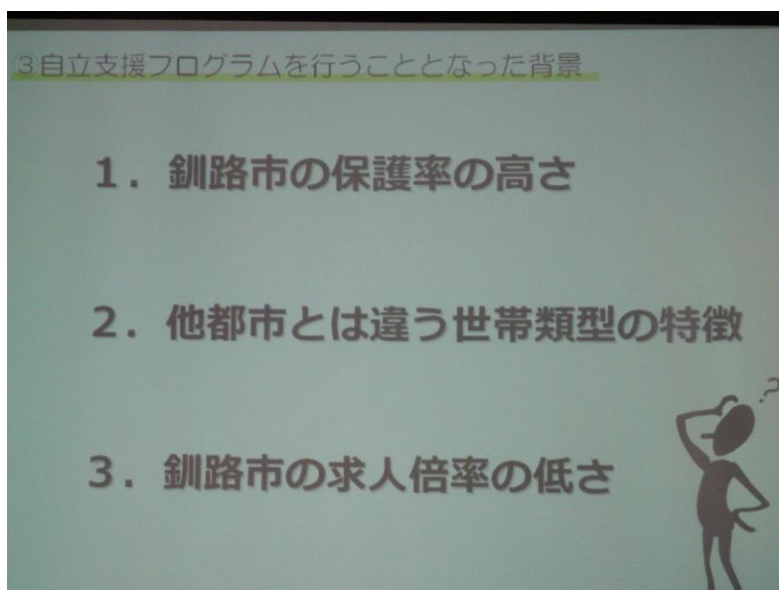 ③自立支援プログラムを行うこととなった背景
1．釧路市の保護率の高さ
2．他都市とは違う世帯類型の特徴
3．釧路市の求人倍率の低さ
?